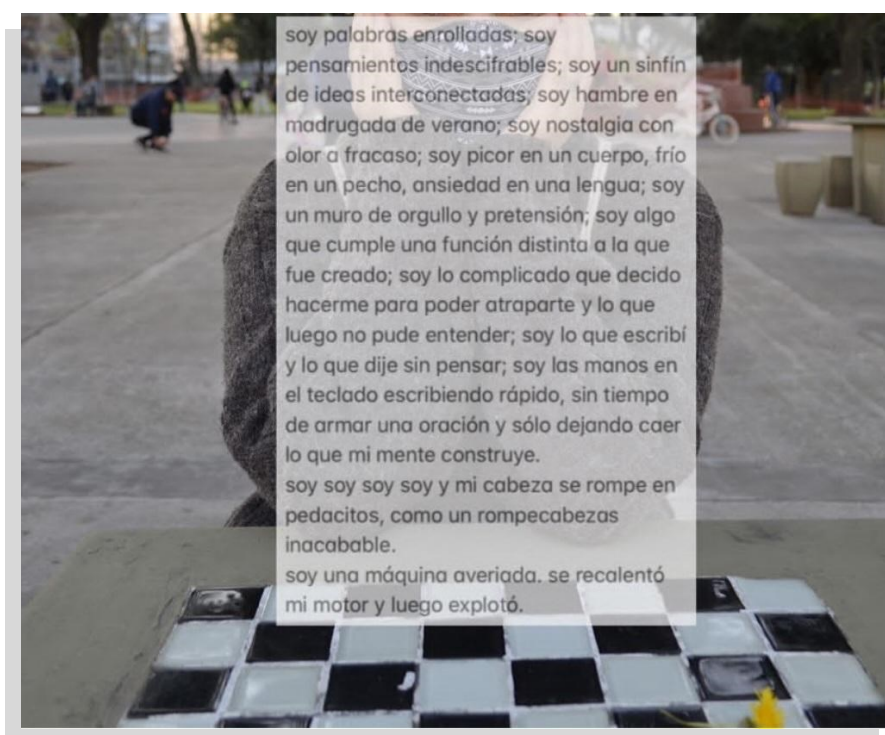 soy palabras enrolladas; soy
pensamientos indescifrables; soy un sinfín
de ideas interconectadas; soy hambre en
madrugada de verano; soy nostalgia con
olor a fracaso; soy picor en un cuerpo, frío
en un pecho, ansiedad en una lengua; soy
un muro de orgullo y pretensión; soy algo
que cumple una función distinta a la que
fue creado; soy lo complicado que decido
hacerme para poder atraparte y lo que
luego no pude entender; soy lo que escribí
y lo que dije sin pensar; soy las manos en
el teclado escribiendo rápido, sin tiempo
de armar una oración y sólo dejando caer
lo que mi mente construye.
soy soy soy soy y mi cabeza se rompe en
pedacitos, como un rompecabezas
inacabable.
soy una máquina averiada. se recalentó
mi motor y luego explotó.